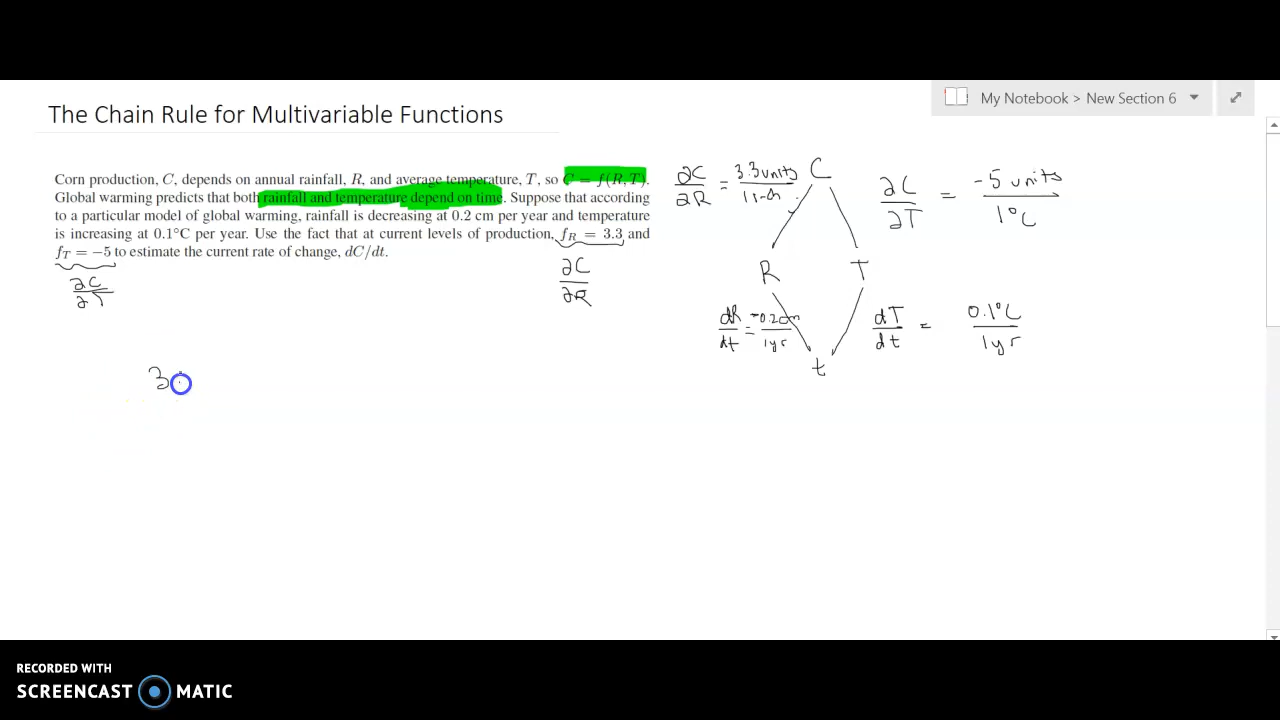 My Notebook > New Section 6
The Chain Rule for Multivariable Functions
Corn production, C, depends on annual rainfall, R, and average temperature, T, so C = f(R, T).
Global warming predicts that both rainfall and temperature depend on time. Suppose that according
to a particular model of global warming, rainfall is decreasing at 0.2 cm per year and temperature
is increasing at 0.1°C per year. Use the fact that at current levels of production, f_R = 3.3 and
f_T = −5 to estimate the current rate of change, dC/dt.
∂C/∂T
∂C/∂R
∂C/∂R = 3.3 units/1
C
∂C/∂T = -5 units/1°C
R T
dR/dt = -0.2 cm/1yr
dT/dt = 0.1°C/1yr
t
3.
RECORDED WITH
SCREENCAST MATIC